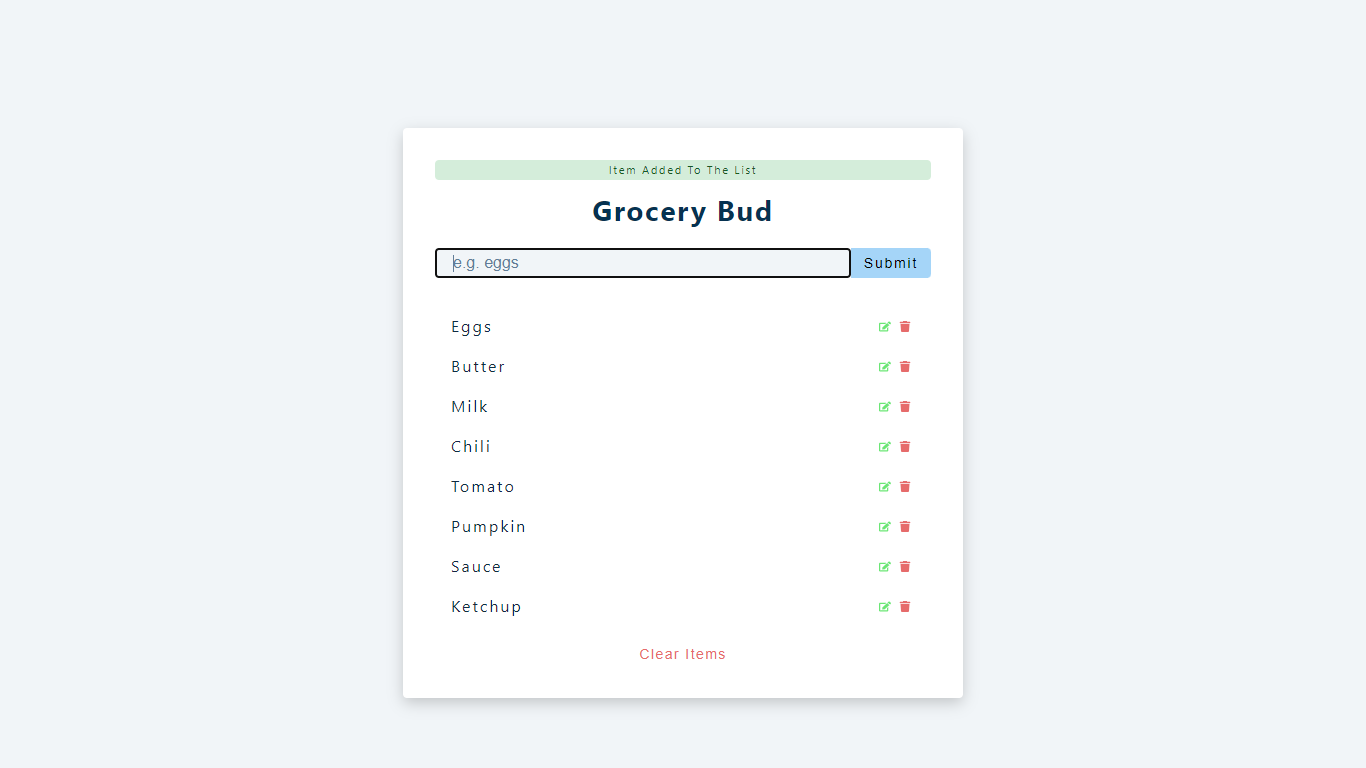 Item Added To The List
Grocery Bud
e.g. eggs
Submit
Eggs
Butter
Milk
Chili
Tomato
Pumpkin
Sauce
Ketchup
Clear Items